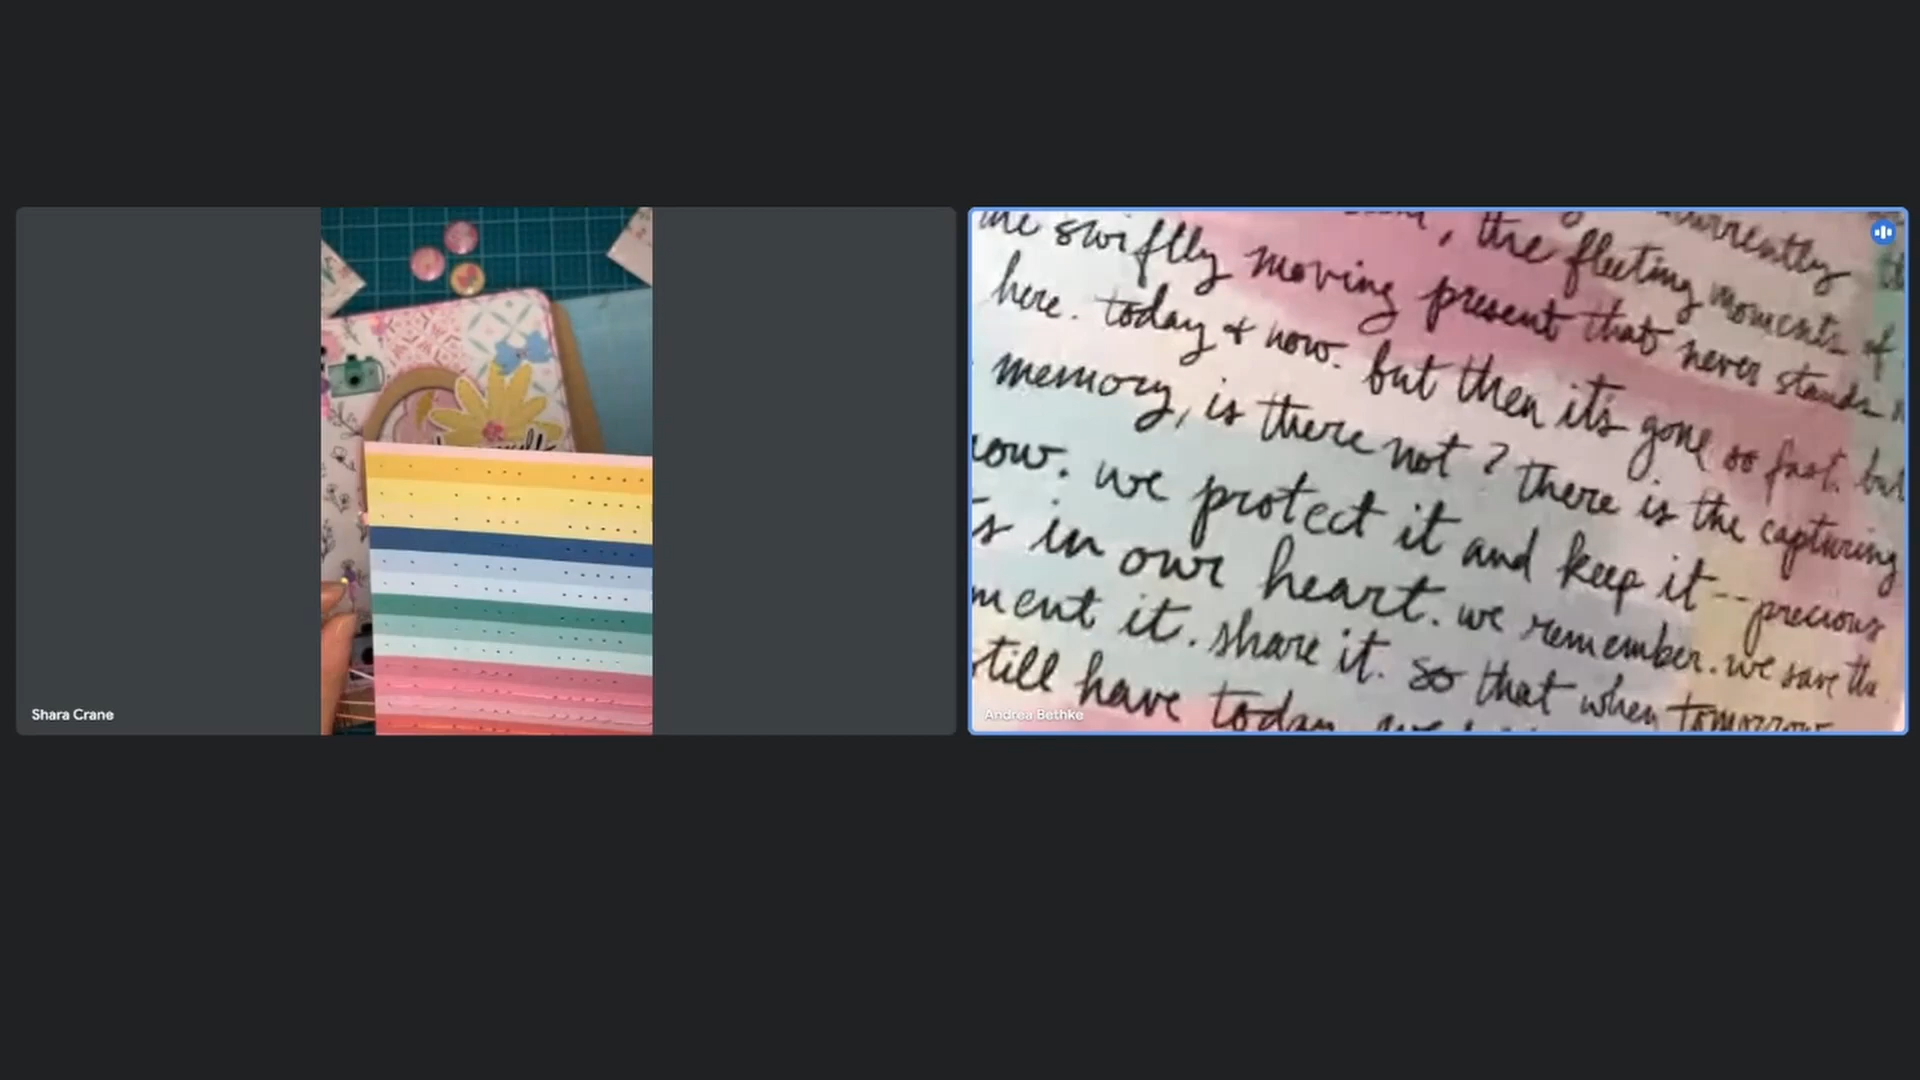 Shara Crane
currently
, the fleeting moments of
swiftly moving present that never stands
here. today & now. but then it's gone so fast. but
memory, is there not? there is the capturing
now. we protect it and keep it -- precious
in our heart. we remember. we save the
it. share it. so that when tomorrow
still have today
Andrea Bethke